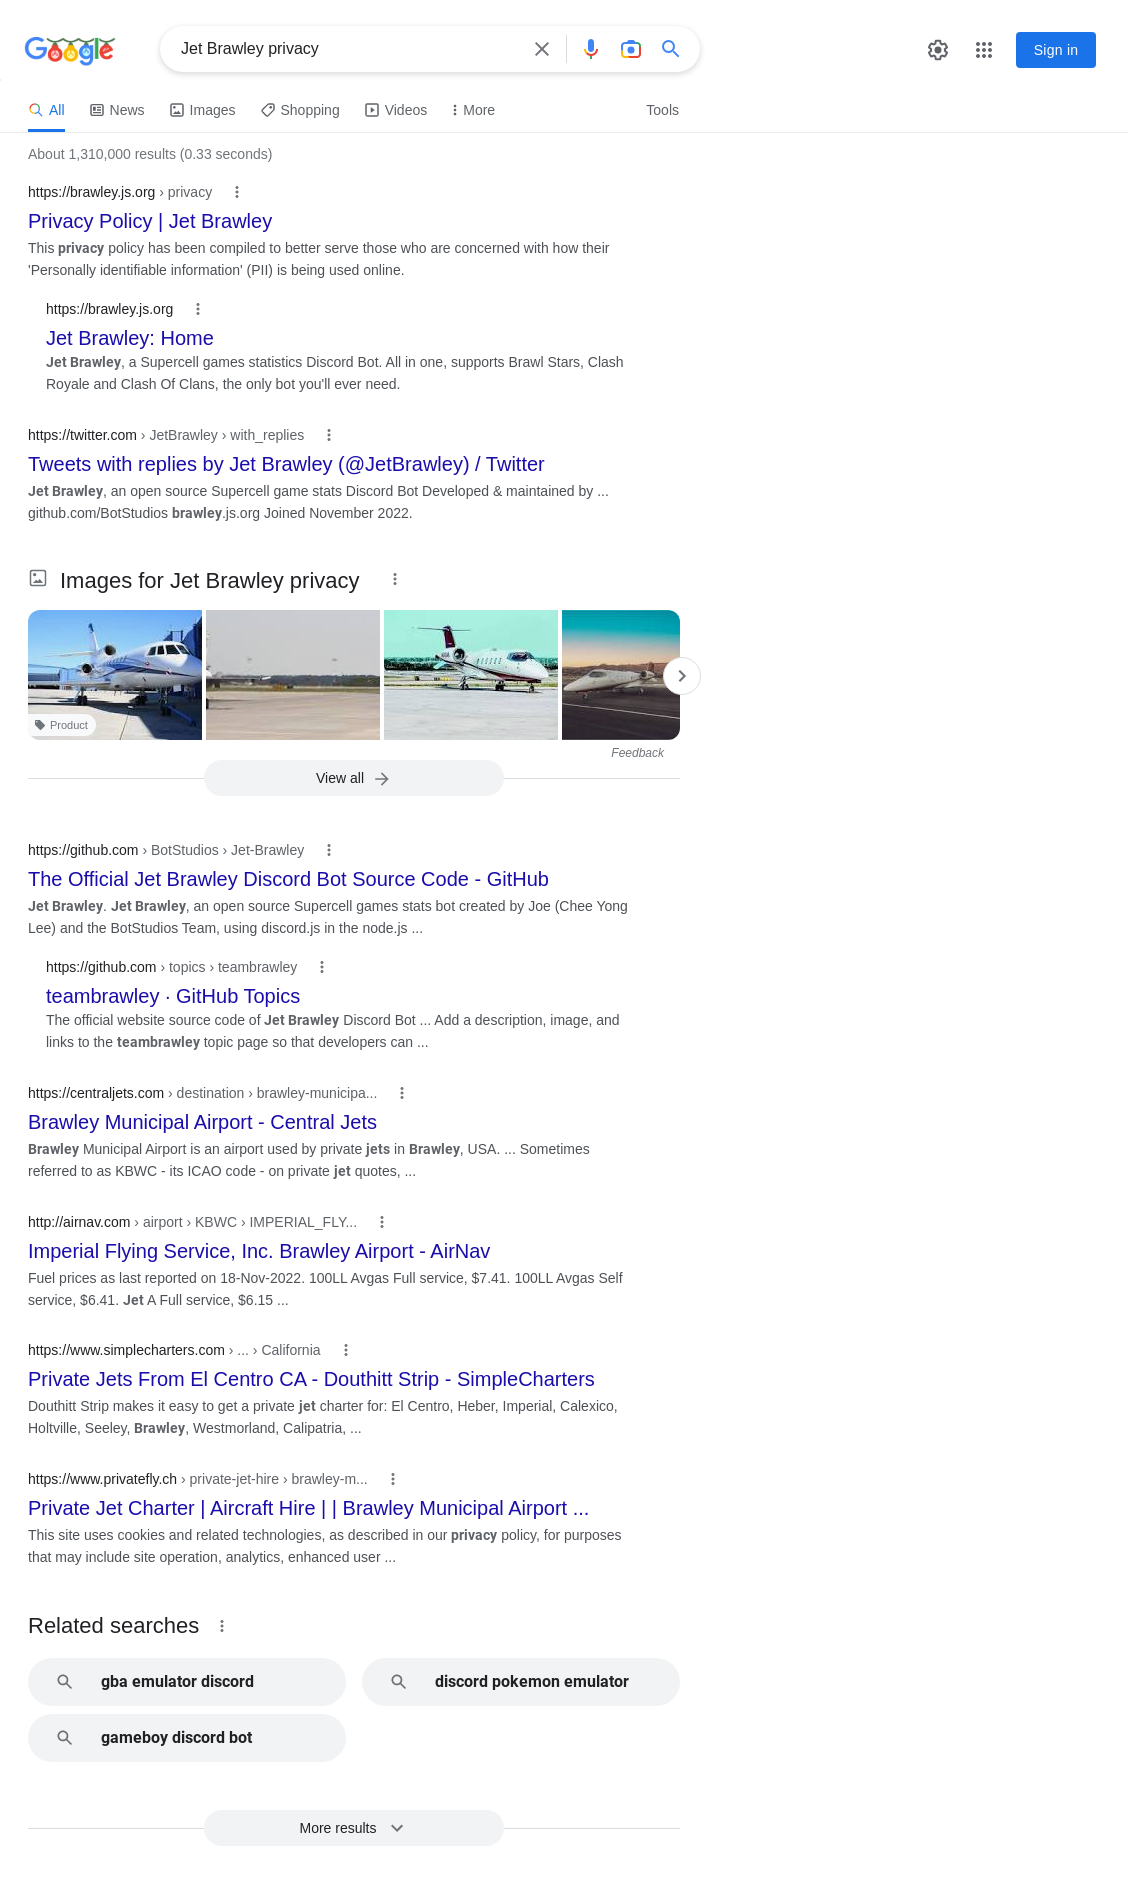 Google
Jet Brawley privacy
Sign in
All News Images Shopping Videos More Tools
About 1,310,000 results (0.33 seconds)
https://brawley.js.org › privacy
Privacy Policy | Jet Brawley
This privacy policy has been compiled to better serve those who are concerned with how their
'Personally identifiable information' (PII) is being used online.
https://brawley.js.org
Jet Brawley: Home
Jet Brawley, a Supercell games statistics Discord Bot. All in one, supports Brawl Stars, Clash
Royale and Clash Of Clans, the only bot you'll ever need.
https://twitter.com › JetBrawley › with_replies
Tweets with replies by Jet Brawley (@JetBrawley) / Twitter
Jet Brawley, an open source Supercell game stats Discord Bot Developed & maintained by ...
github.com/BotStudios brawley.js.org Joined November 2022.
Images for Jet Brawley privacy
Product
Feedback
View all
https://github.com › BotStudios › Jet-Brawley
The Official Jet Brawley Discord Bot Source Code - GitHub
Jet Brawley. Jet Brawley, an open source Supercell games stats bot created by Joe (Chee Yong
Lee) and the BotStudios Team, using discord.js in the node.js ...
https://github.com › topics › teambrawley
teambrawley · GitHub Topics
The official website source code of Jet Brawley Discord Bot ... Add a description, image, and
links to the teambrawley topic page so that developers can ...
https://centraljets.com › destination › brawley-municipa...
Brawley Municipal Airport - Central Jets
Brawley Municipal Airport is an airport used by private jets in Brawley, USA. ... Sometimes
referred to as KBWC - its ICAO code - on private jet quotes, ...
http://airnav.com › airport › KBWC › IMPERIAL_FLY...
Imperial Flying Service, Inc. Brawley Airport - AirNav
Fuel prices as last reported on 18-Nov-2022. 100LL Avgas Full service, $7.41. 100LL Avgas Self
service, $6.41. Jet A Full service, $6.15 ...
https://www.simplecharters.com › ... › California
Private Jets From El Centro CA - Douthitt Strip - SimpleCharters
Douthitt Strip makes it easy to get a private jet charter for: El Centro, Heber, Imperial, Calexico,
Holtville, Seeley, Brawley, Westmorland, Calipatria, ...
https://www.privatefly.ch › private-jet-hire › brawley-m...
Private Jet Charter | Aircraft Hire | | Brawley Municipal Airport ...
This site uses cookies and related technologies, as described in our privacy policy, for purposes
that may include site operation, analytics, enhanced user ...
Related searches
gba emulator discord
discord pokemon emulator
gameboy discord bot
More results